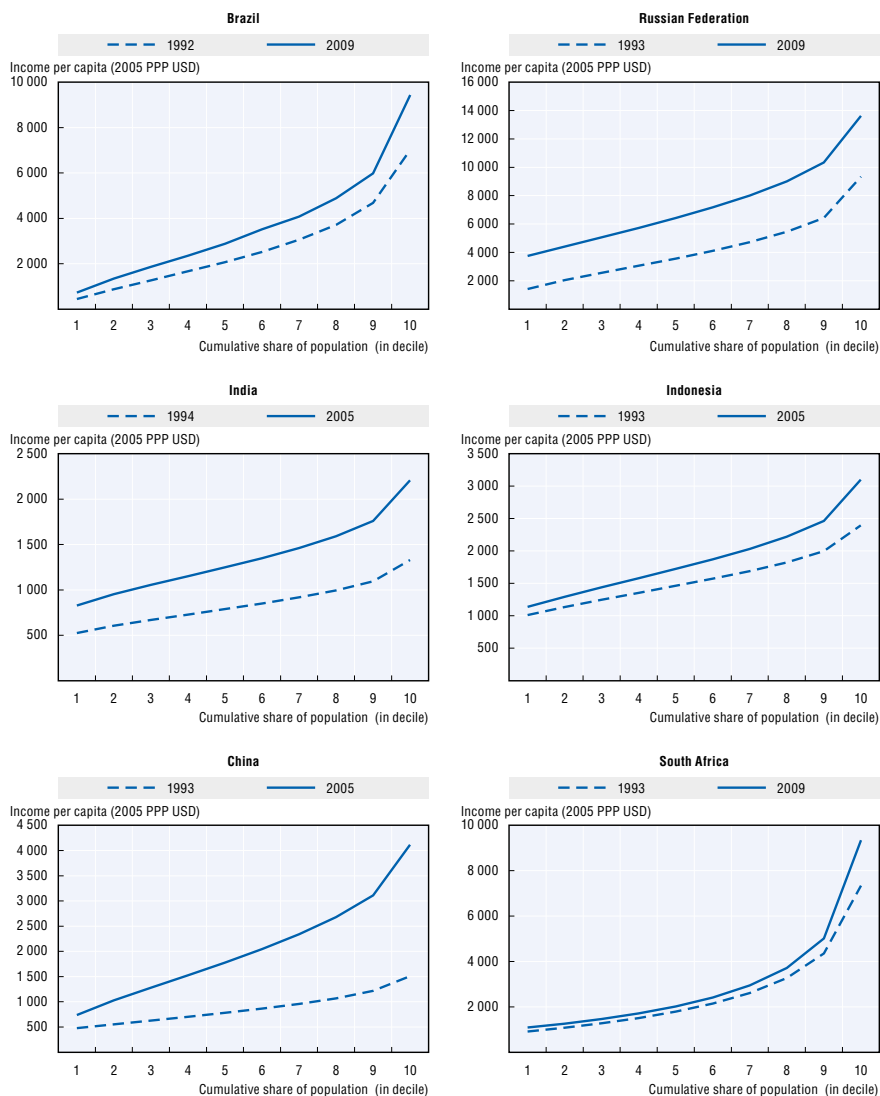 Brazil
1992 2009
Income per capita (2005 PPP USD)
10 000
8 000
6 000
4 000
2 000
1 2 3 4 5 6 7 8 9 10
Cumulative share of population (in decile)
Russian Federation
1993 2009
Income per capita (2005 PPP USD)
16 000
14 000
12 000
10 000
8 000
6 000
4 000
2 000
1 2 3 4 5 6 7 8 9 10
Cumulative share of population (in decile)
India
1994 2005
Income per capita (2005 PPP USD)
2 500
2 000
1 500
1 000
500
1 2 3 4 5 6 7 8 9 10
Cumulative share of population (in decile)
Indonesia
1993 2005
Income per capita (2005 PPP USD)
3 500
3 000
2 500
2 000
1 500
1 000
500
1 2 3 4 5 6 7 8 9 10
Cumulative share of population (in decile)
China
1993 2005
Income per capita (2005 PPP USD)
4 500
4 000
3 500
3 000
2 500
2 000
1 500
1 000
500
1 2 3 4 5 6 7 8 9 10
Cumulative share of population (in decile)
South Africa
1993 2009
Income per capita (2005 PPP USD)
10 000
8 000
6 000
4 000
2 000
1 2 3 4 5 6 7 8 9 10
Cumulative share of population (in decile)